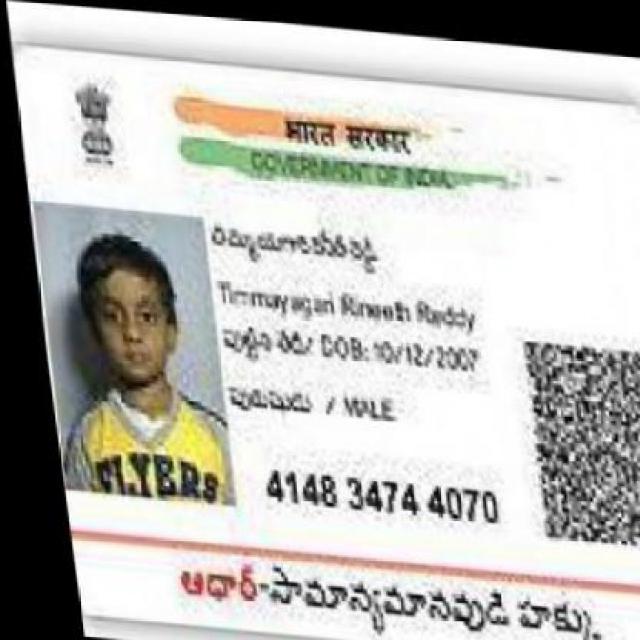 भारत सरकार
GOVERNMENT OF INDIA
Timmayagari Rineeth Reddy
పుట్టిన తేదీ/ DOB: 10/12/2007
పురుషుడు / MALE
FLYERS
4148 3474 4070
ఆధార్-సామాన్యమానవుడి హక్కు